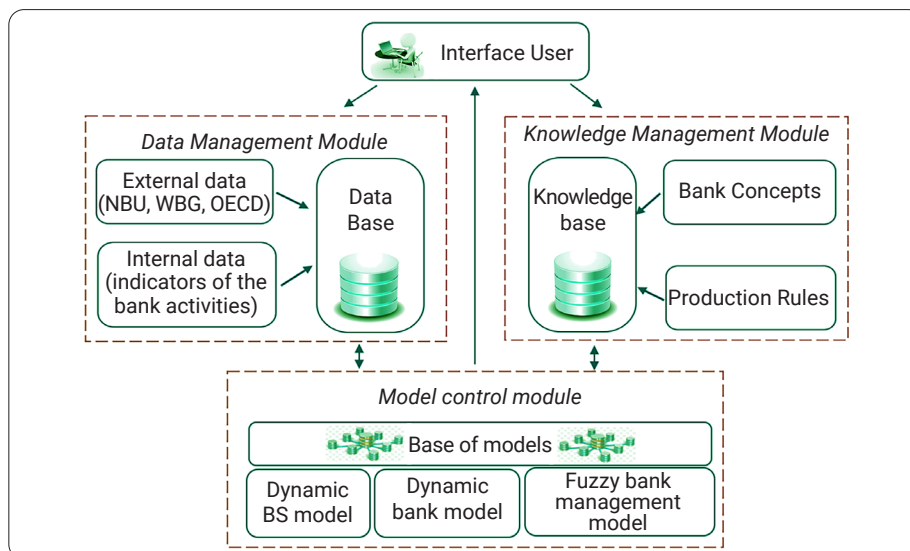 Interface User
Data Management Module
External data
(NBU, WBG, OECD)
Internal data
(indicators of the
bank activities)
Data
Base
Knowledge Management Module
Knowledge
base
Bank Concepts
Production Rules
Model control module
Base of models
Dynamic
BS model
Dynamic
bank model
Fuzzy bank
management
model